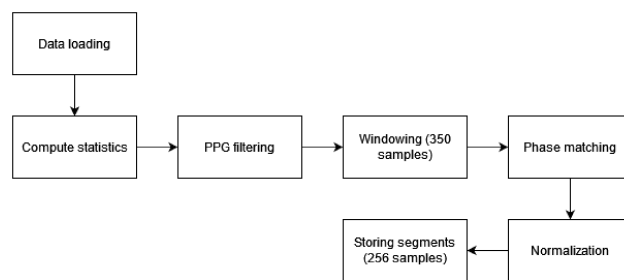 Data loading
Compute statistics
PPG filtering
Windowing (350
samples)
Phase matching
Normalization
Storing segments
(256 samples)